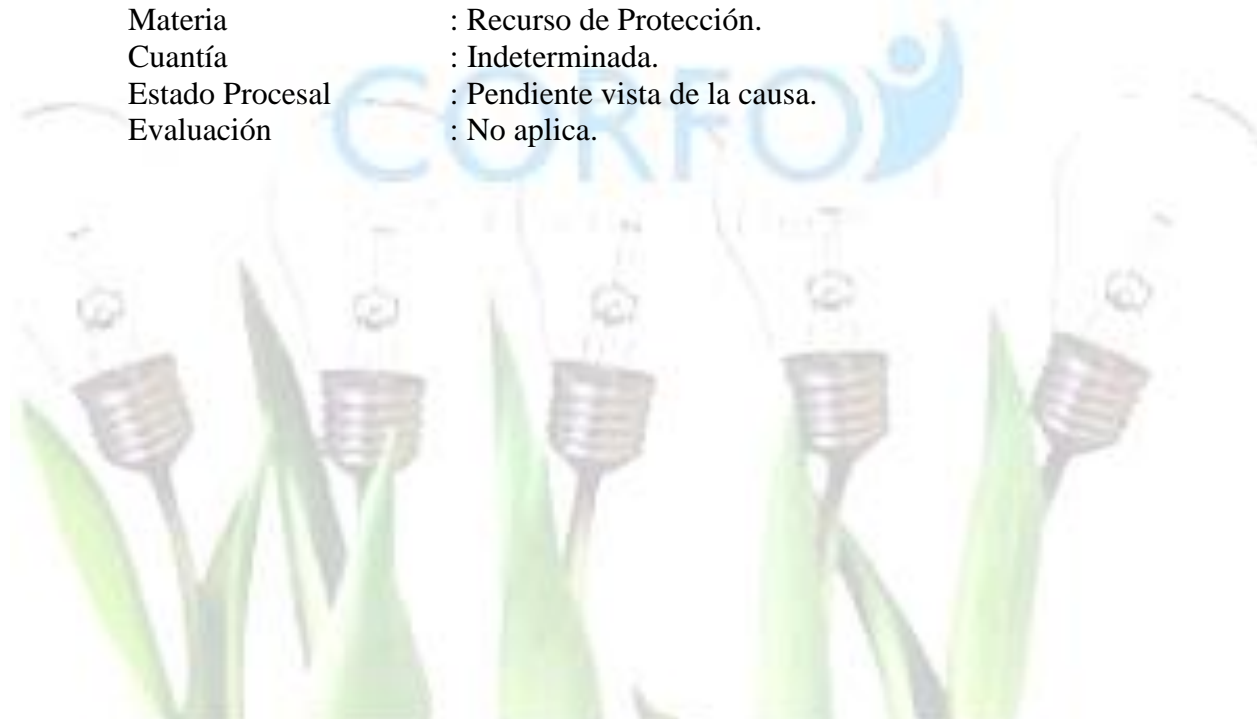 Materia : Recurso de Protección.
Cuantía : Indeterminada.
Estado Procesal : Pendiente vista de la causa.
Evaluación : No aplica.
CORFO